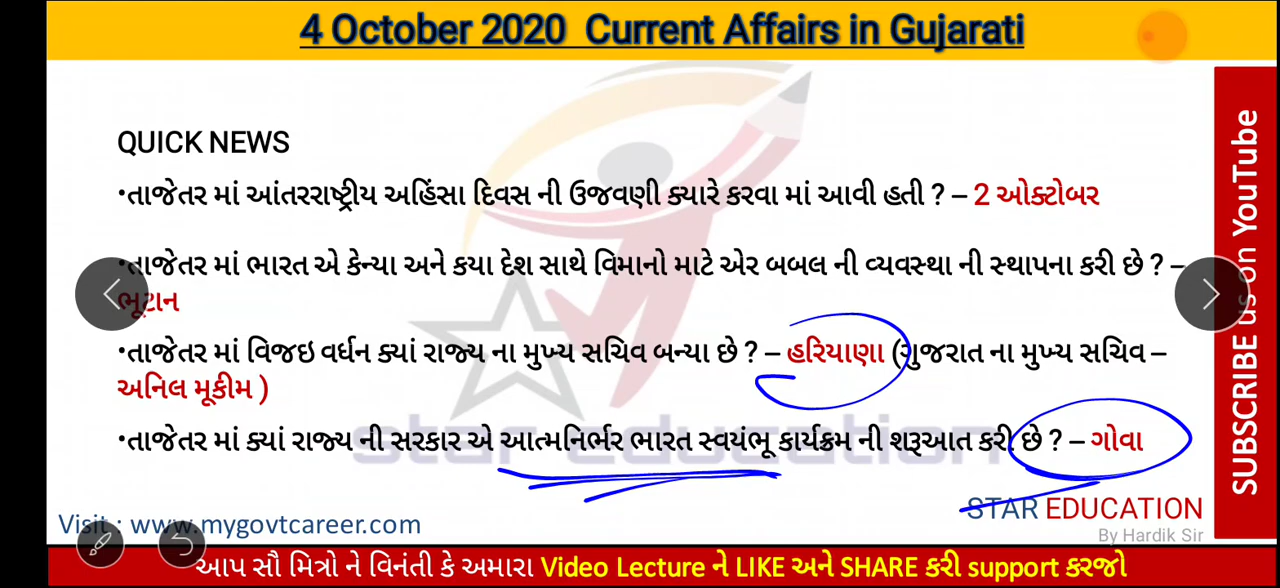 4 October 2020 Current Affairs in Gujarati
QUICK NEWS
•તાજેતર માં આંતરરાષ્ટ્રીય અહિંસા દિવસ ની ઉજવણી ક્યારે કરવા માં આવી હતી ? – 2 ઓક્ટોબર
•તાજેતર માં ભારત એ કેન્યા અને કયા દેશ સાથે વિમાનો માટે એર બબલ ની વ્યવસ્થા ની સ્થાપના કરી છે ? –
ભૂટાન
•તાજેતર માં વિજઇ વર્ધન ક્યાં રાજ્ય ના મુખ્ય સચિવ બન્યા છે ? – હરિયાણા (ગુજરાત ના મુખ્ય સચિવ –
અનિલ મૂકીમ )
•તાજેતર માં ક્યાં રાજ્ય ની સરકાર એ આત્મનિર્ભર ભારત સ્વયંભૂ કાર્યક્રમ ની શરૂઆત કરી છે ? – ગોવા
star education
STAR EDUCATION
By Hardik Sir
Visit : www.mygovtcareer.com
આપ સૌ મિત્રો ને વિનંતી કે અમારા Video Lecture ને LIKE અને SHARE કરી support કરજો
SUBSCRIBE us on YouTube